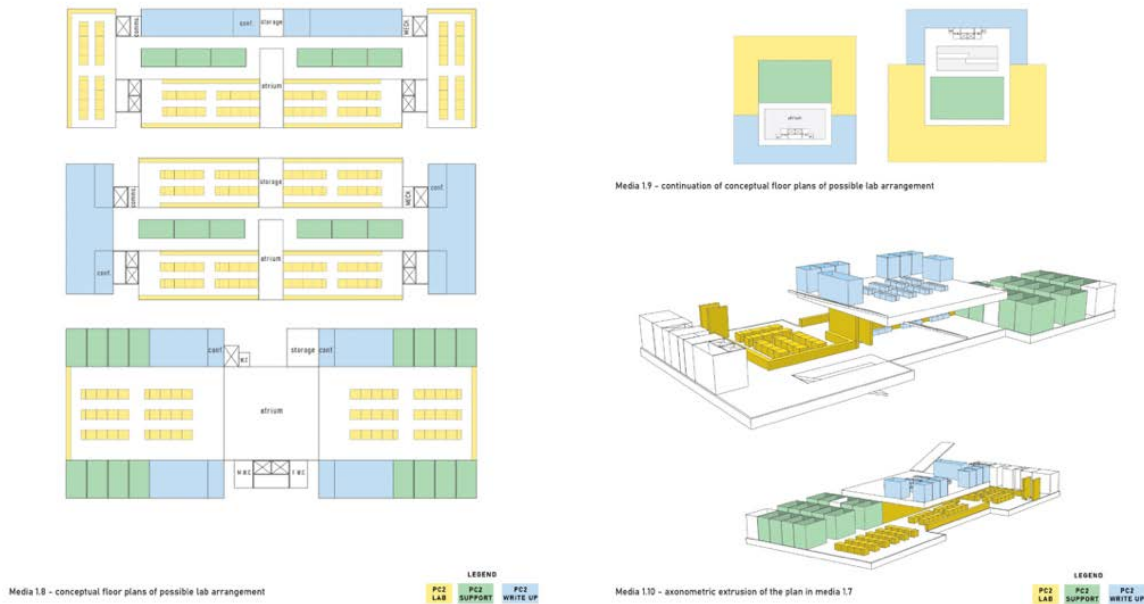 comms
conf.
storage
MECH
atrium
comms
storage
MECH
conf.
conf.
atrium
conf.
WC
storage
conf.
atrium
M WC
F WC
Media 1.8 - conceptual floor plans of possible lab arrangement
LEGEND
PC2 LAB
PC2 SUPPORT
PC2 WRITE UP
atrium
Media 1.9 - continuation of conceptual floor plans of possible lab arrangement
Media 1.10 - axonometric extrusion of the plan in media 1.7
LEGEND
PC2 LAB
PC2 SUPPORT
PC2 WRITE UP